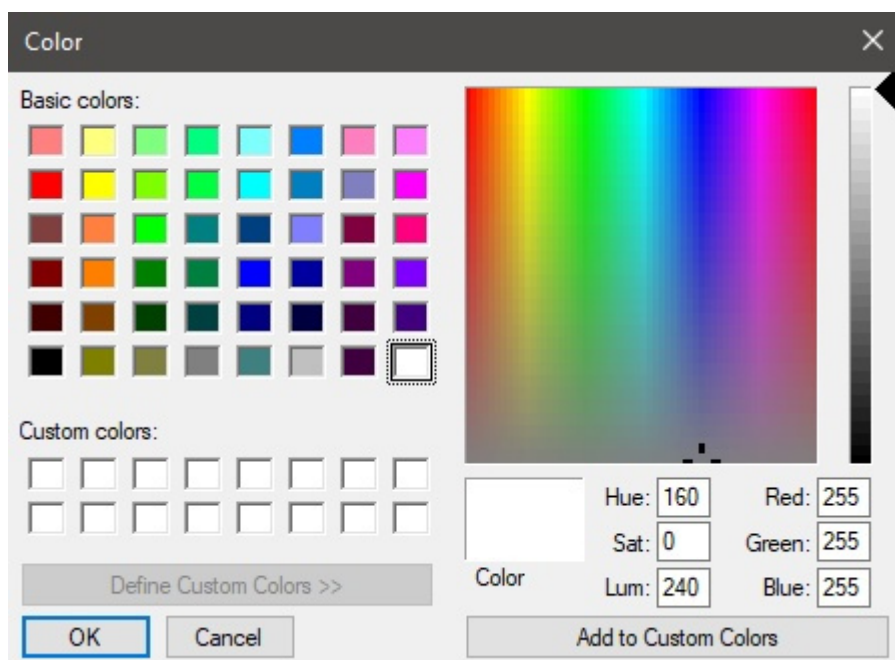 Color
Basic colors:
Custom colors:
Define Custom Colors >>
OK
Cancel
Color
Hue: 160
Red: 255
Sat: 0
Green: 255
Lum: 240
Blue: 255
Add to Custom Colors